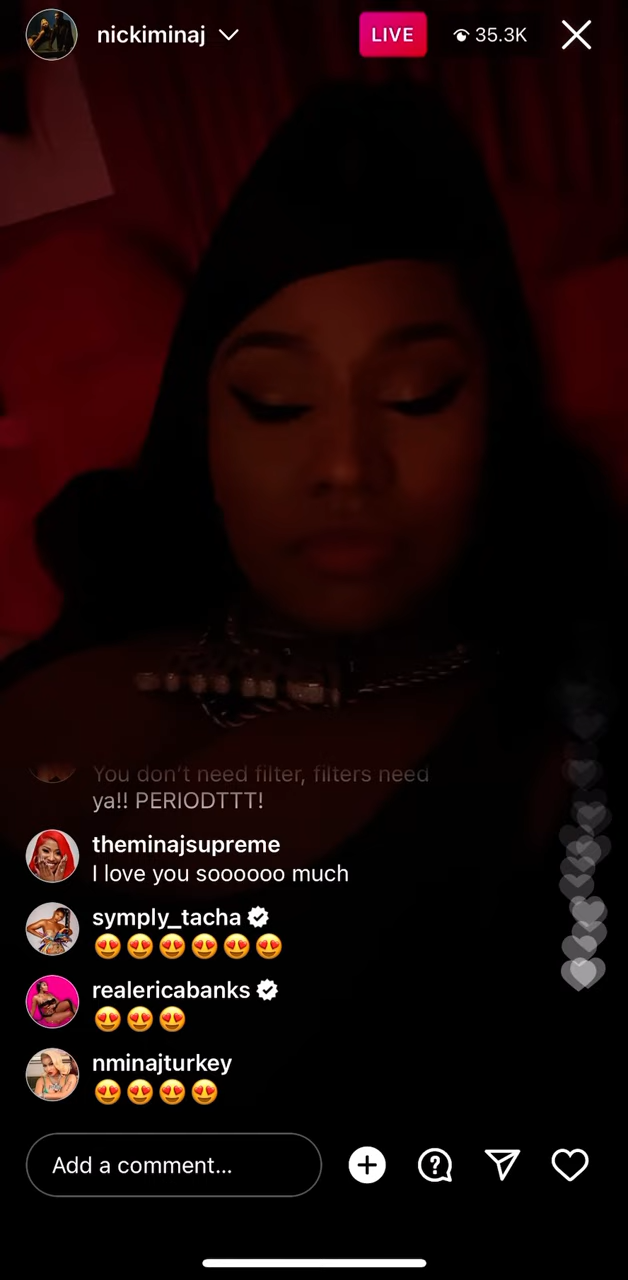 nickiminaj
LIVE
35.3K
You don't need filter, filters need
ya!! PERIODTTT!
theminajsupreme
I love you soooooo much
symply_tacha
😍😍😍😍😍😍
realericabanks
😍😍😍
nminajturkey
😍😍😍😍
Add a comment...